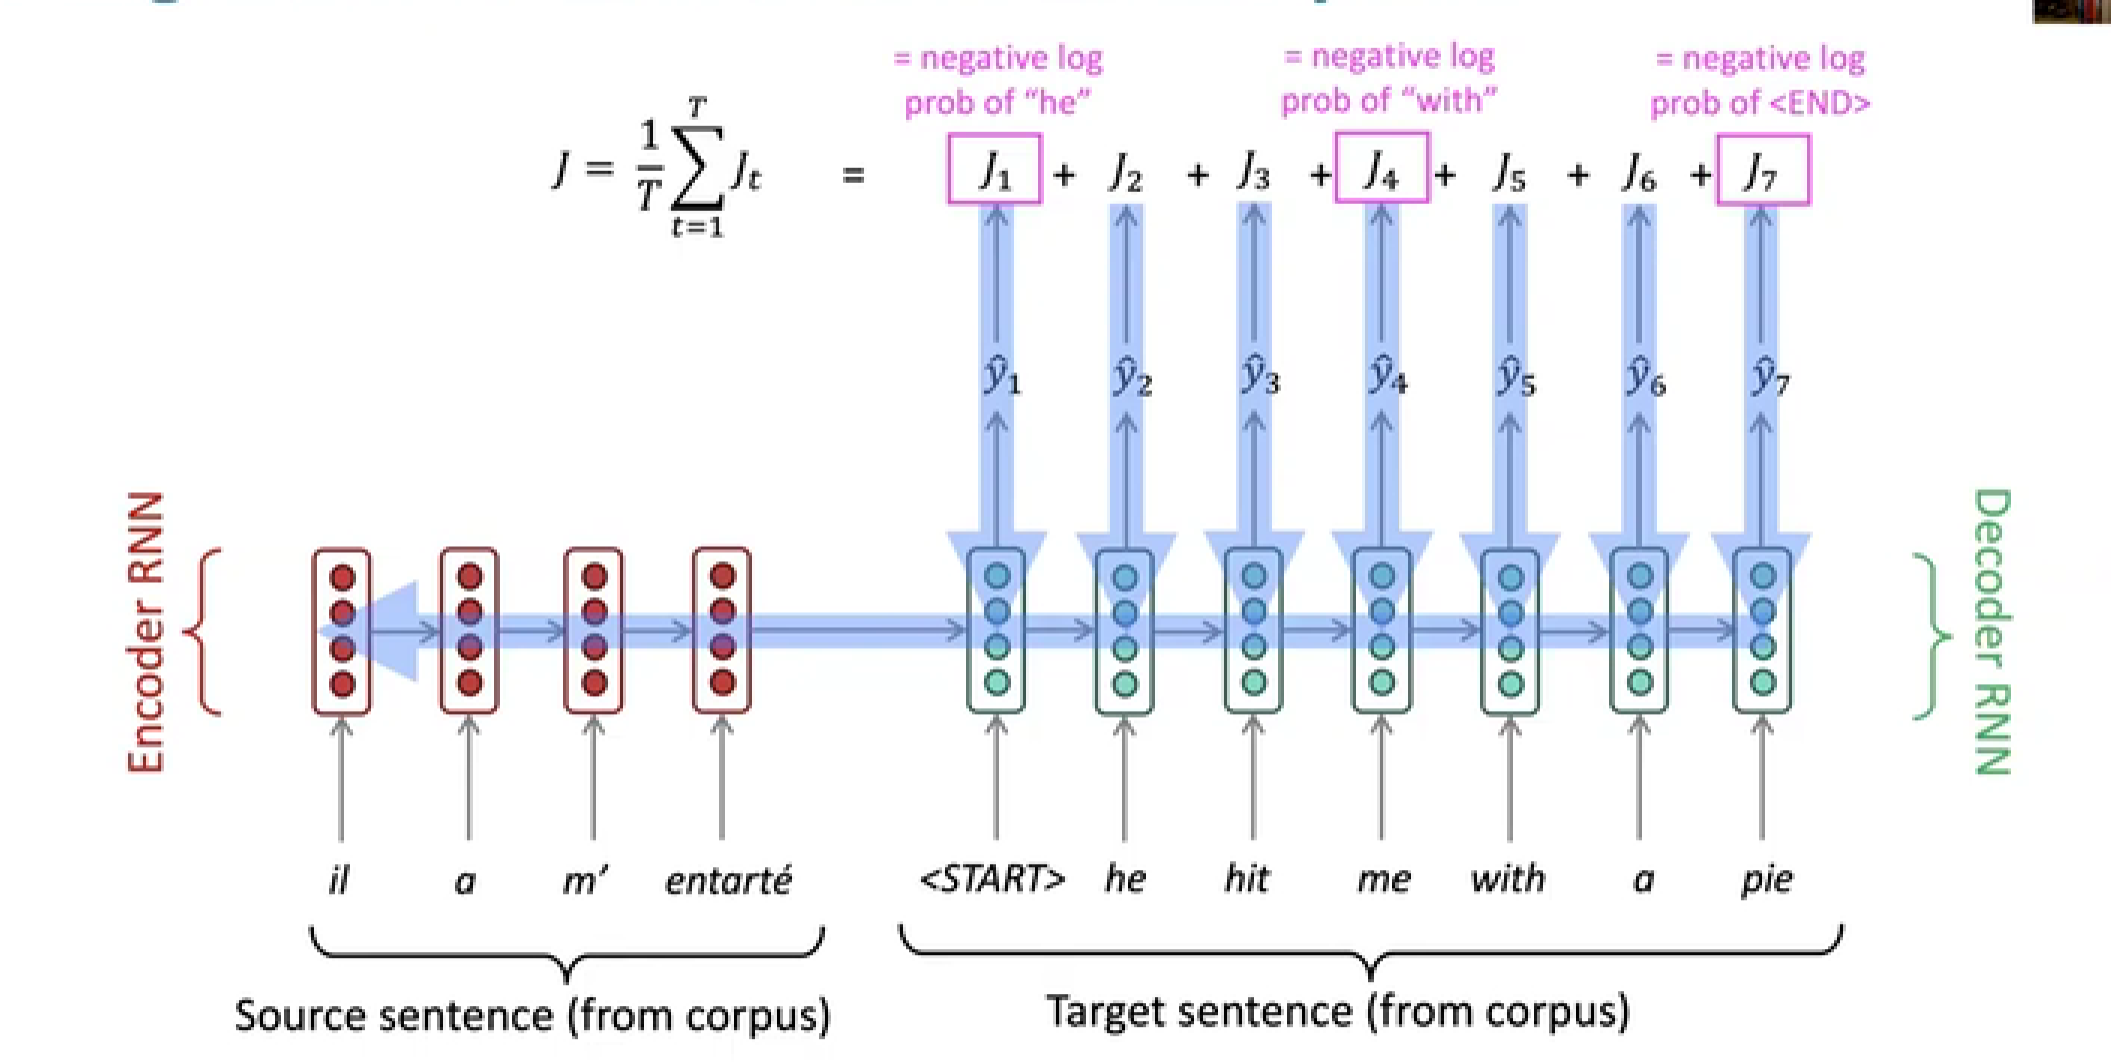 = negative log
prob of “he”
= negative log
prob of “with”
= negative log
prob of <END>
J = 1/T ∑_{t=1}^{T} J_t = J₁ + J₂ + J₃ + J₄ + J₅ + J₆ + J₇
ŷ₁ ŷ₂ ŷ₃ ŷ₄ ŷ₅ ŷ₆ ŷ₇
Encoder RNN
Decoder RNN
il a m’ entarté <START> he hit me with a pie
Source sentence (from corpus)
Target sentence (from corpus)